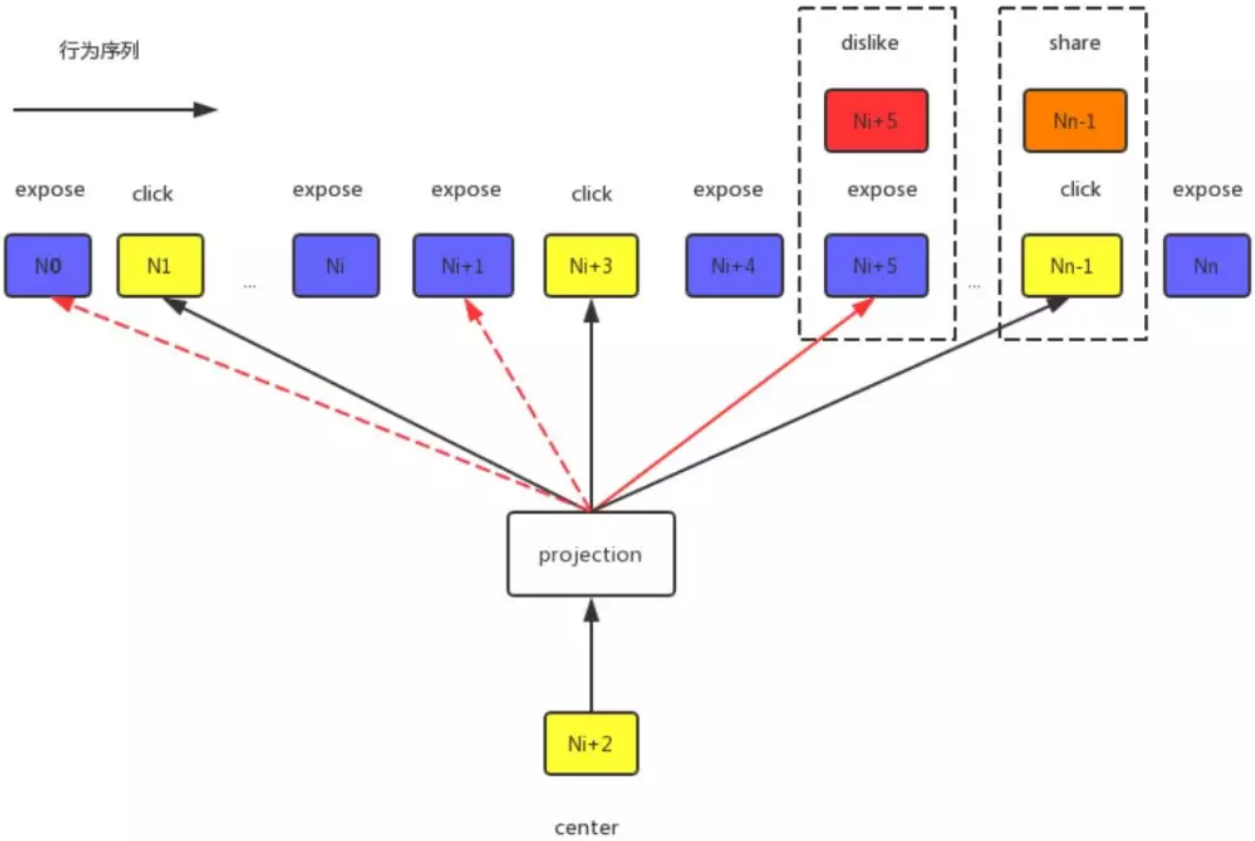 行为序列
dislike
share
Ni+5
Nn-1
expose
click
expose
expose
click
expose
expose
click
expose
N0
N1
...
Ni
Ni+1
Ni+3
Ni+4
Ni+5
...
Nn-1
Nn
projection
Ni+2
center